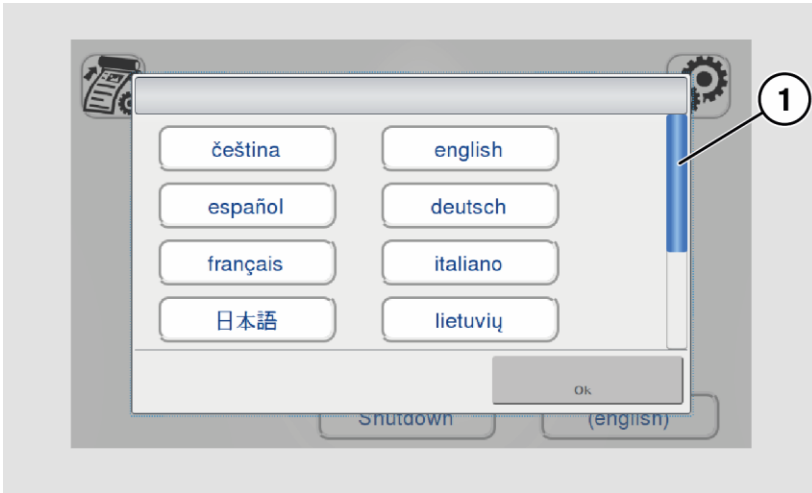 1
čeština english
español deutsch
français italiano
日本語 lietuvių
Ok
Shutdown (english)